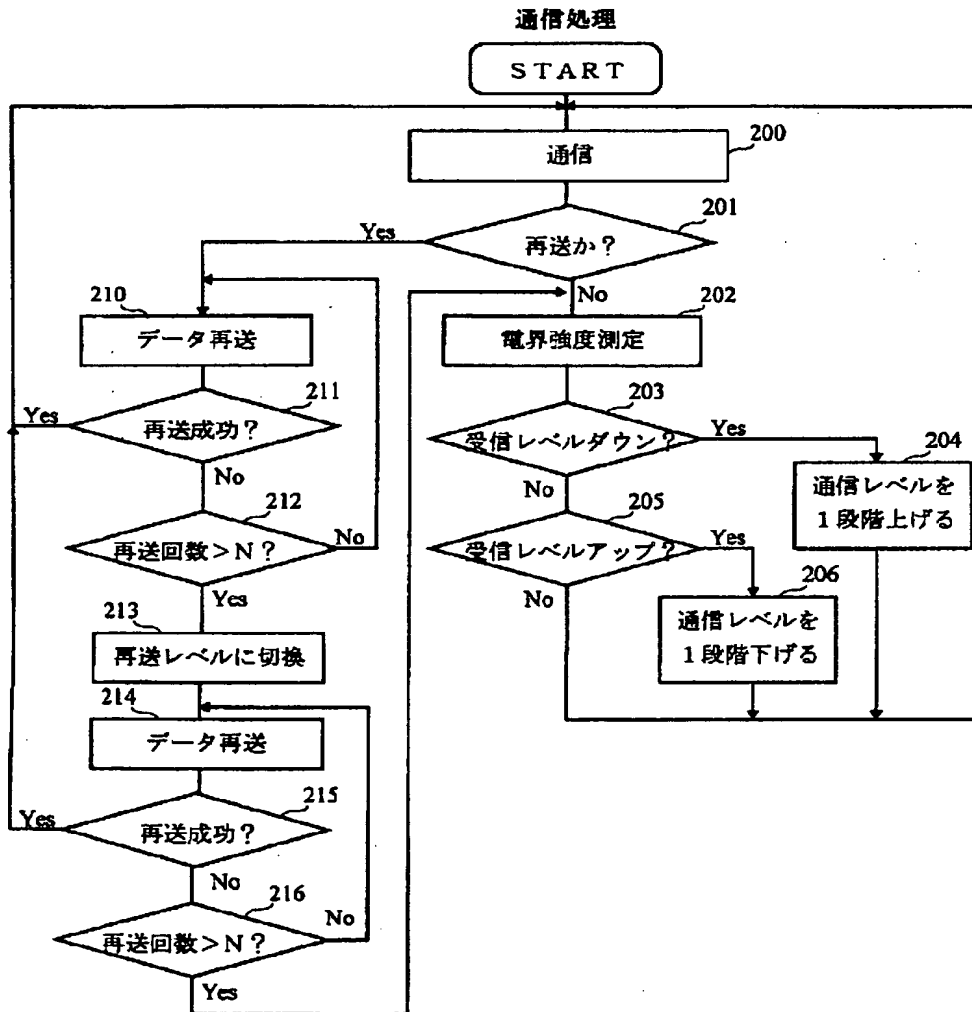 通信処理
START
200
通信
201
Yes
再送か?
No
210
データ再送
202
電界強度測定
211
Yes
再送成功?
No
203
受信レベルダウン?
Yes
No
204
通信レベルを
1段階上げる
212
再送回数>N?
No
Yes
205
受信レベルアップ?
Yes
No
206
通信レベルを
1段階下げる
213
再送レベルに切換
214
データ再送
215
Yes
再送成功?
No
216
再送回数>N?
No
Yes